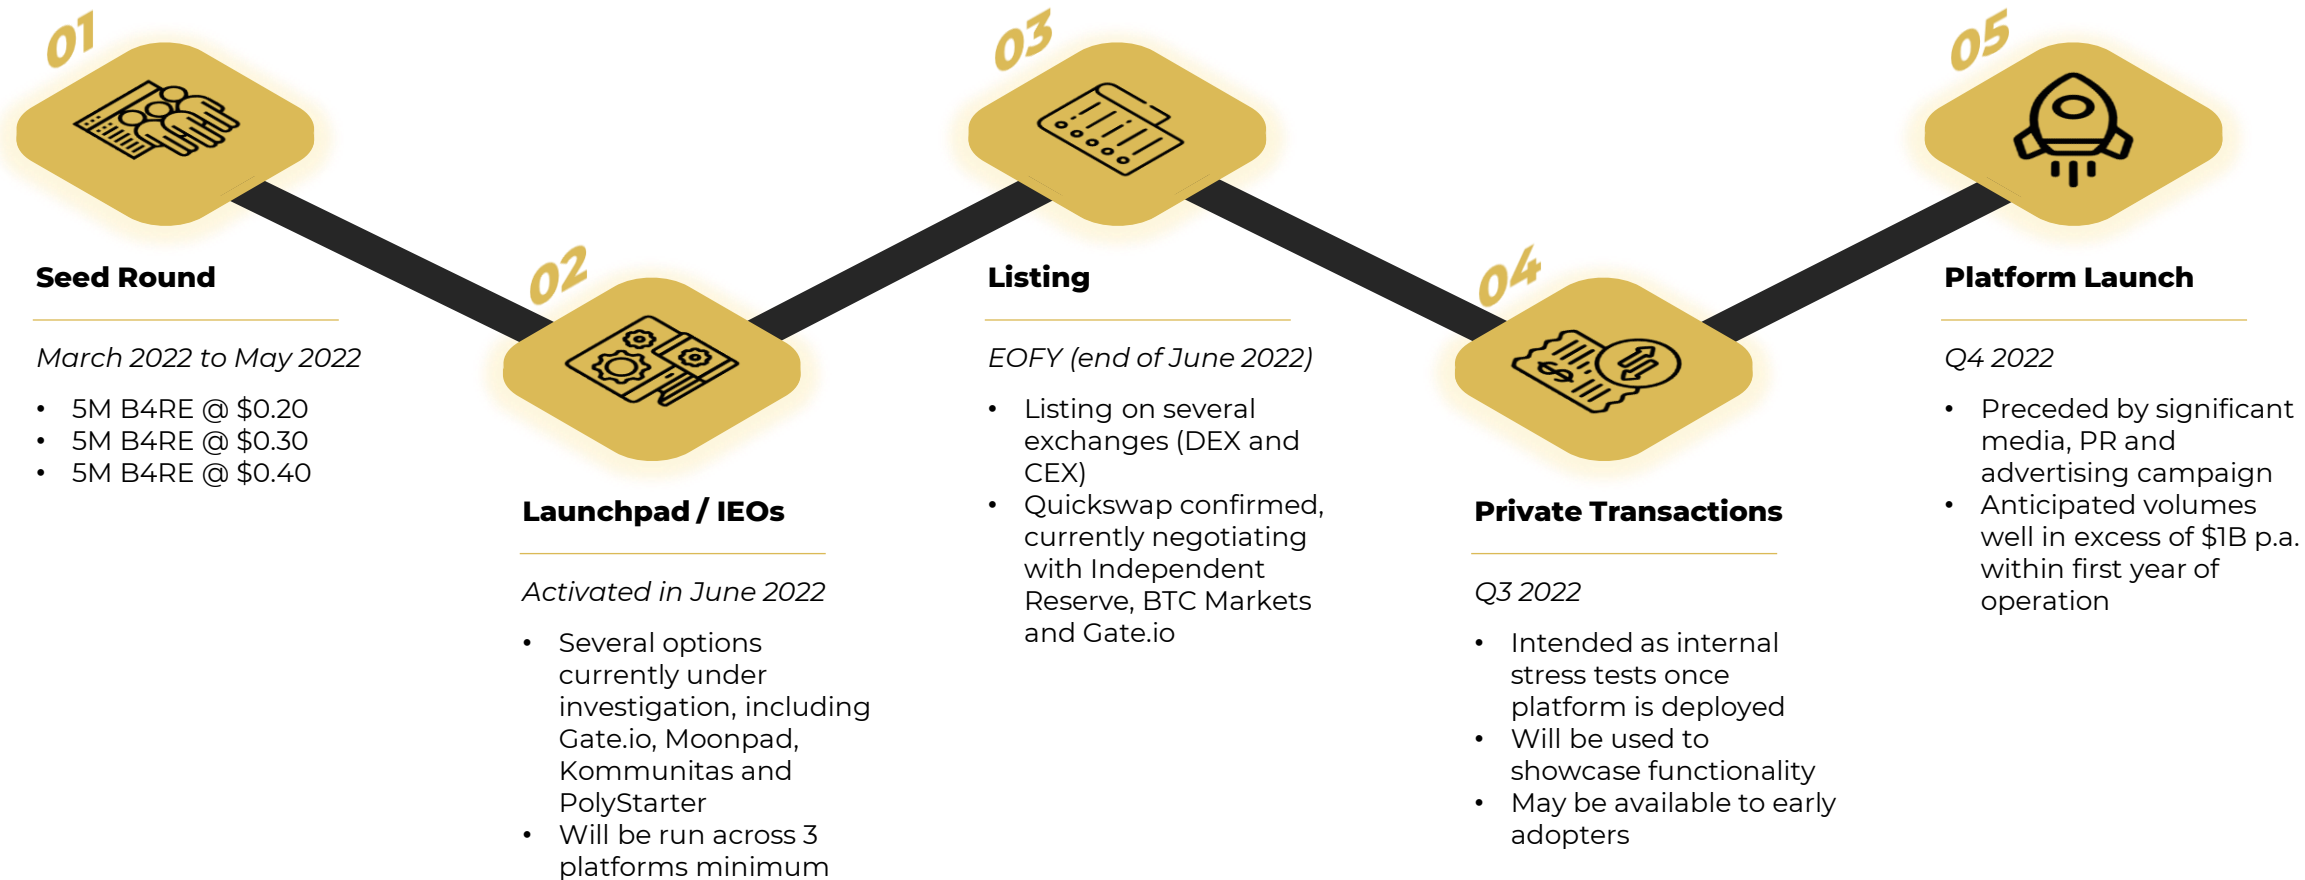 01
Seed Round
March 2022 to May 2022
• 5M B4RE @ $0.20
• 5M B4RE @ $0.30
• 5M B4RE @ $0.40
02
Launchpad / IEOs
Activated in June 2022
• Several options
currently under
investigation, including
Gate.io, Moonpad,
Kommunitas and
PolyStarter
• Will be run across 3
platforms minimum
03
Listing
EOFY (end of June 2022)
• Listing on several
exchanges (DEX and
CEX)
• Quickswap confirmed,
currently negotiating
with Independent
Reserve, BTC Markets
and Gate.io
04
Private Transactions
Q3 2022
• Intended as internal
stress tests once
platform is deployed
• Will be used to
showcase functionality
• May be available to early
adopters
05
Platform Launch
Q4 2022
• Preceded by significant
media, PR and
advertising campaign
• Anticipated volumes
well in excess of $1B p.a.
within first year of
operation